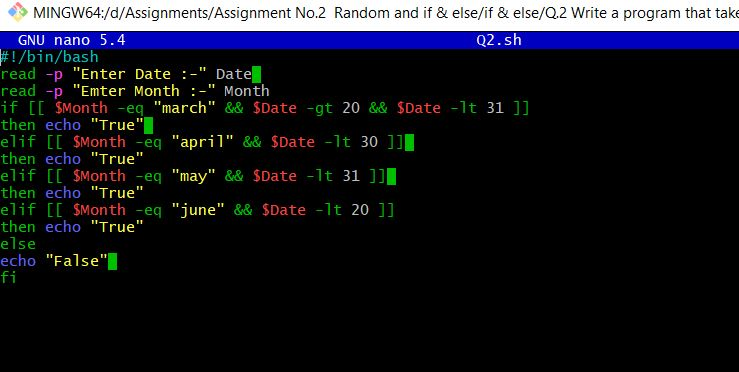 MINGW64:/d/Assignments/Assignment No.2  Random and if & else/if & else/Q.2 Write a program that take
GNU nano 5.4 Q2.sh
#!/bin/bash
read -p "Enter Date :-" Date
read -p "Emter Month :-" Month
if [[ $Month -eq "march" && $Date -gt 20 && $Date -lt 31 ]]
then echo "True"
elif [[ $Month -eq "april" && $Date -lt 30 ]]
then echo "True"
elif [[ $Month -eq "may" && $Date -lt 31 ]]
then echo "True"
elif [[ $Month -eq "june" && $Date -lt 20 ]]
then echo "True"
else
echo "False"
fi